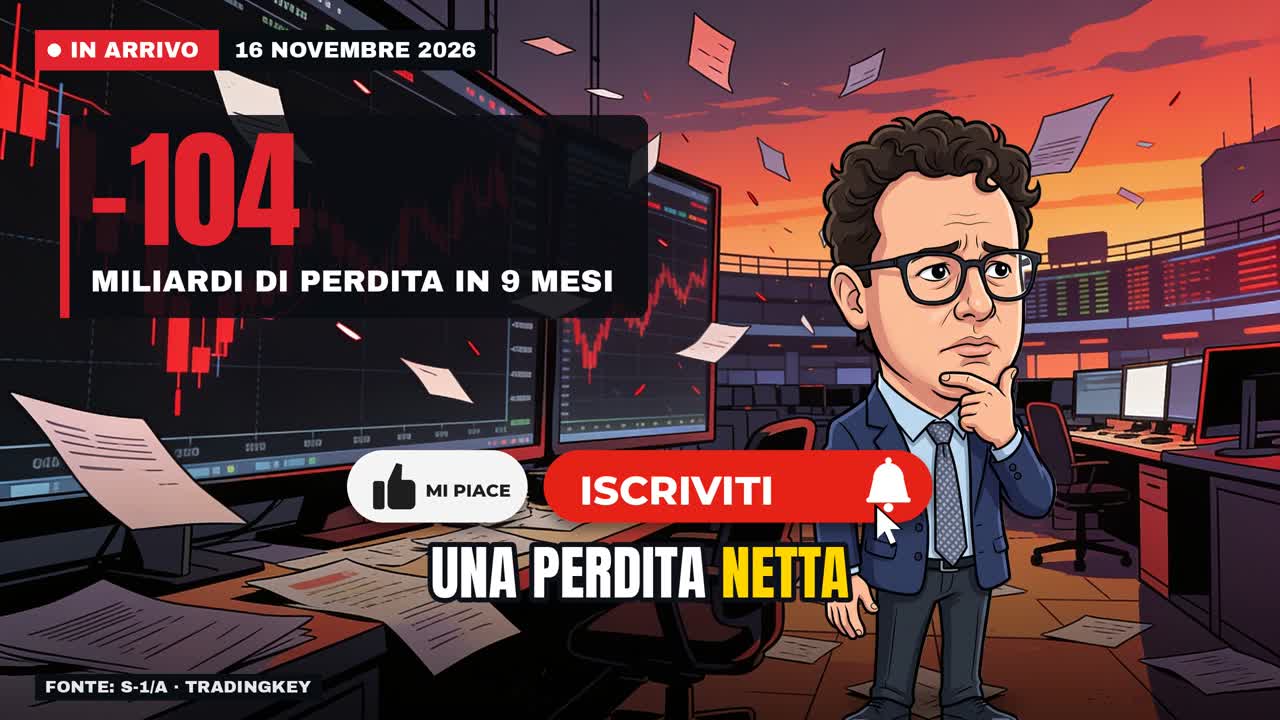 IN ARRIVO 16 NOVEMBRE 2026
-104
MILIARDI DI PERDITA IN 9 MESI
MI PIACE
ISCRIVITI
UNA PERDITA NETTA
FONTE: S-1/A · TRADINGKEY